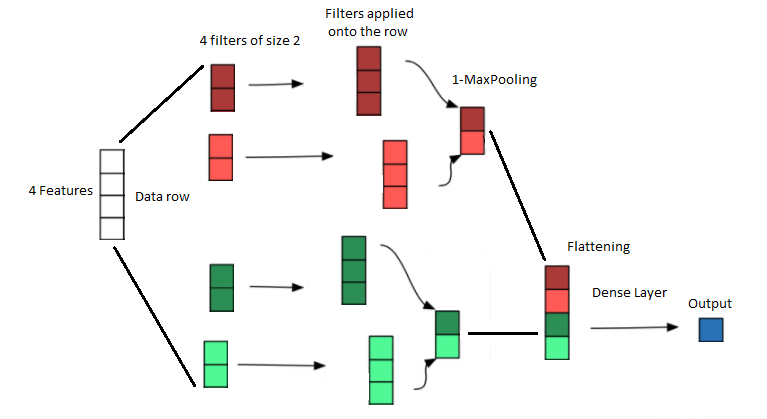 Filters applied
onto the row
4 filters of size 2
1-MaxPooling
4 Features
Data row
Flattening
Dense Layer
Output